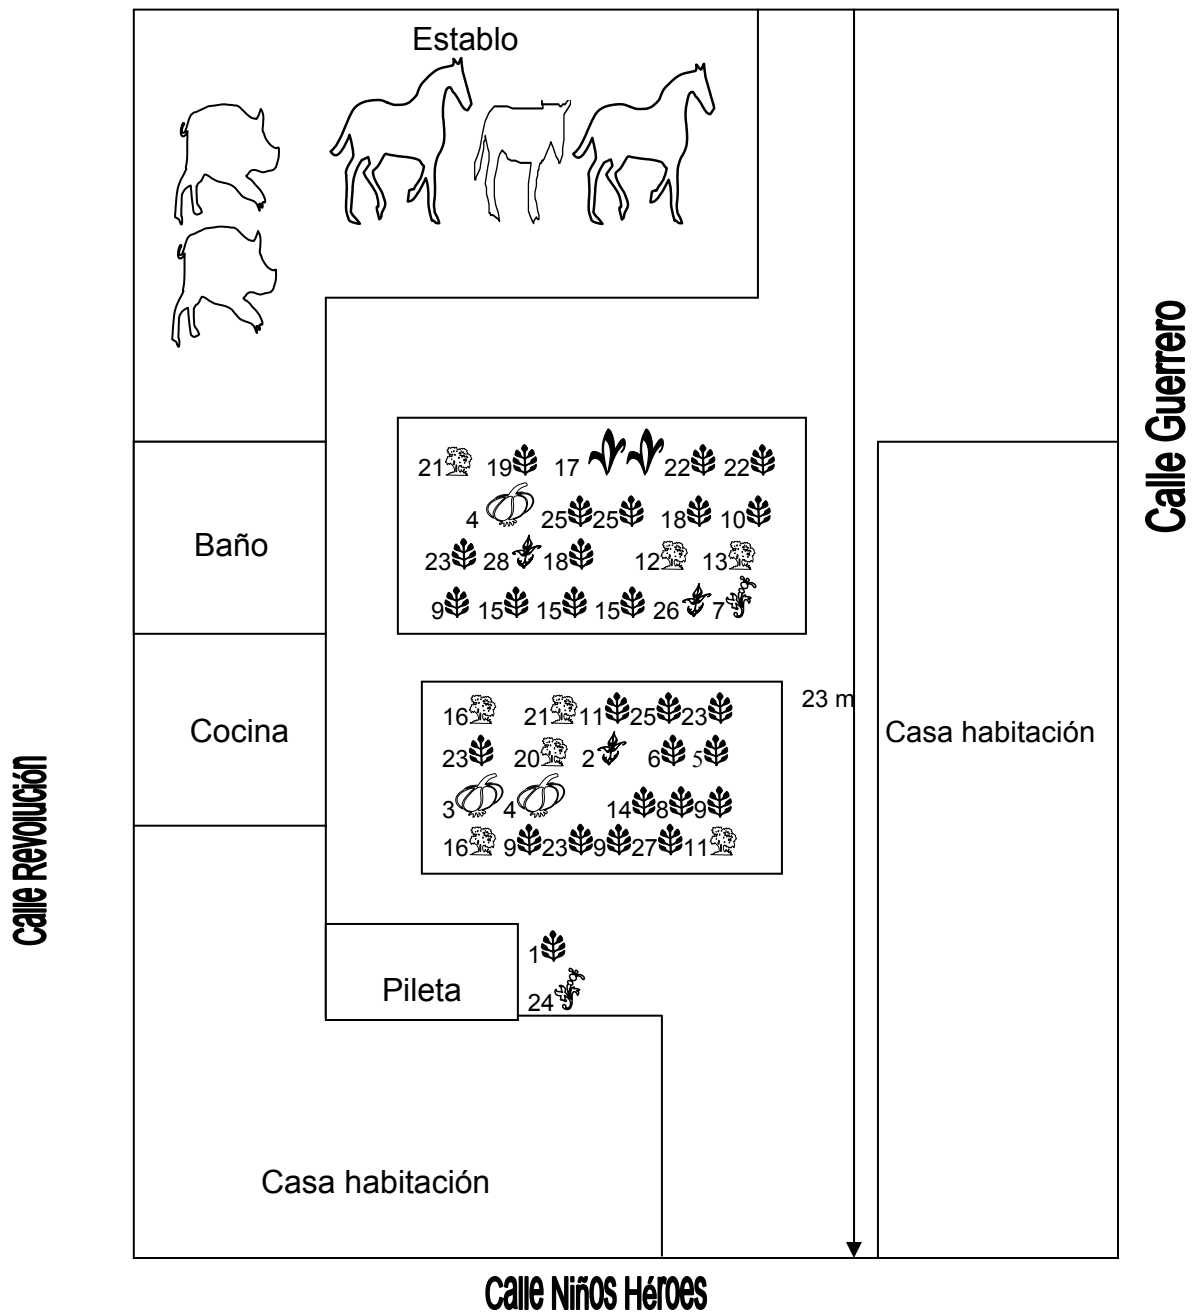 Establo
21 19 17 22 22
4 25 25 18 10
23 28 18 12 13
9 15 15 15 26 7
Baño
16 21 11 25 23
23 20 2 6 5
3 4 14 8 9
16 9 23 9 27 11
Cocina
23 m
Casa habitación
1
24
Pileta
Casa habitación
Calle Revolución
Calle Guerrero
Calle Niños Héroes